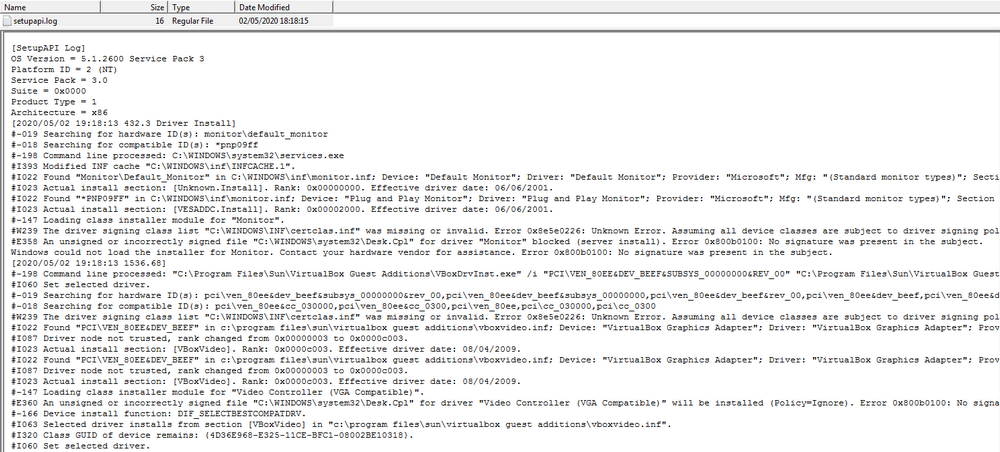 Name Size Type Date Modified
setupapi.log 16 Regular File 02/05/2020 18:18:15
[SetupAPI Log]
OS Version = 5.1.2600 Service Pack 3
Platform ID = 2 (NT)
Service Pack = 3.0
Suite = 0x0000
Product Type = 1
Architecture = x86
[2020/05/02 19:18:13 432.3 Driver Install]
#-019 Searching for hardware ID(s): monitor\default_monitor
#-018 Searching for compatible ID(s): *pnp09ff
#-198 Command line processed: C:\WINDOWS\system32\services.exe
#I393 Modified INF cache "C:\WINDOWS\inf\INFCACHE.1".
#I022 Found "Monitor\Default_Monitor" in C:\WINDOWS\inf\monitor.inf; Device: "Default Monitor"; Driver: "Default Monitor"; Provider: "Microsoft"; Mfg: "(Standard monitor types)"; Secti
#I023 Actual install section: [Unknown.Install]. Rank: 0x00000000. Effective driver date: 06/06/2001.
#I022 Found "*PNP09FF" in C:\WINDOWS\inf\monitor.inf; Device: "Plug and Play Monitor"; Driver: "Plug and Play Monitor"; Provider: "Microsoft"; Mfg: "(Standard monitor types)"; Section
#I023 Actual install section: [VESADDC.Install]. Rank: 0x00002000. Effective driver date: 06/06/2001.
#-147 Loading class installer module for "Monitor".
#W239 The driver signing class list "C:\WINDOWS\INF\certclas.inf" was missing or invalid. Error 0x8e5e0226: Unknown Error. Assuming all device classes are subject to driver signing pol
#E358 An unsigned or incorrectly signed file "C:\WINDOWS\system32\Desk.Cpl" for driver "Monitor" blocked (server install). Error 0x800b0100: No signature was present in the subject.
Windows could not load the installer for Monitor. Contact your hardware vendor for assistance. Error 0x800b0100: No signature was present in the subject.
[2020/05/02 19:18:13 1536.68]
#-198 Command line processed: "C:\Program Files\Sun\VirtualBox Guest Additions\VBoxDrvInst.exe" /i "PCI\VEN_80EE&DEV_BEEF&SUBSYS_00000000&REV_00" "C:\Program Files\Sun\VirtualBox Guest
#I060 Set selected driver.
#-019 Searching for hardware ID(s): pci\ven_80ee&dev_beef&subsys_00000000&rev_00,pci\ven_80ee&dev_beef&subsys_00000000,pci\ven_80ee&dev_beef&rev_00,pci\ven_80ee&dev_beef,pci\ven_80ee&d
#-018 Searching for compatible ID(s): pci\ven_80ee&cc_030000,pci\ven_80ee&cc_0300,pci\ven_80ee,pci\cc_030000,pci\cc_0300
#W239 The driver signing class list "C:\WINDOWS\INF\certclas.inf" was missing or invalid. Error 0x8e5e0226: Unknown Error. Assuming all device classes are subject to driver signing pol
#I022 Found "PCI\VEN_80EE&DEV_BEEF" in c:\program files\sun\virtualbox guest additions\vboxvideo.inf; Device: "VirtualBox Graphics Adapter"; Driver: "VirtualBox Graphics Adapter"; Prov
#I087 Driver node not trusted, rank changed from 0x00000003 to 0x0000c003.
#I023 Actual install section: [VBoxVideo]. Rank: 0x0000c003. Effective driver date: 08/04/2009.
#I022 Found "PCI\VEN_80EE&DEV_BEEF" in c:\program files\sun\virtualbox guest additions\vboxvideo.inf; Device: "VirtualBox Graphics Adapter"; Driver: "VirtualBox Graphics Adapter"; Prov
#I087 Driver node not trusted, rank changed from 0x00000003 to 0x0000c003.
#I023 Actual install section: [VBoxVideo]. Rank: 0x0000c003. Effective driver date: 08/04/2009.
#-147 Loading class installer module for "Video Controller (VGA Compatible)".
#E360 An unsigned or incorrectly signed file "C:\WINDOWS\system32\Desk.Cpl" for driver "Video Controller (VGA Compatible)" will be installed (Policy=Ignore). Error 0x800b0100: No signa
#-166 Device install function: DIF_SELECTBESTCOMPATDRV.
#I063 Selected driver installs from section [VBoxVideo] in "c:\program files\sun\virtualbox guest additions\vboxvideo.inf".
#I320 Class GUID of device remains: {4D36E968-E325-11CE-BFC1-08002BE10318}.
#I060 Set selected driver.